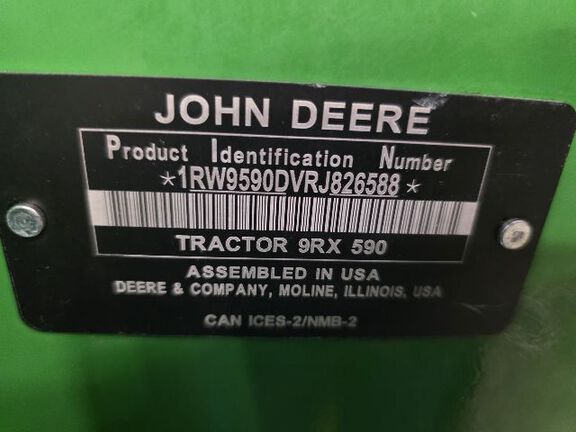 JOHN DEERE
Product Identification Number
*1RW9590DVRJ826588*
TRACTOR 9RX 590
ASSEMBLED IN USA
DEERE & COMPANY, MOLINE, ILLINOIS, USA
CAN ICES-2/NMB-2